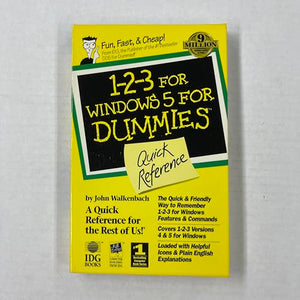 Fun, Fast, & Cheap!
From IDG, the Publisher of the #1 Bestseller
DOS for Dummies
9
MILLION
1-2-3 FOR
WINDOWS 5 FOR
DUMMIES
Quick
Reference
by John Walkenbach
A Quick
Reference for
the Rest of Us!
The Quick & Friendly
Way to Remember
1-2-3 for Windows
Features & Commands
Covers 1-2-3 Versions
4 & 5 for Windows
Loaded with Helpful
Icons & Plain English
Explanations
IDG
BOOKS
#1